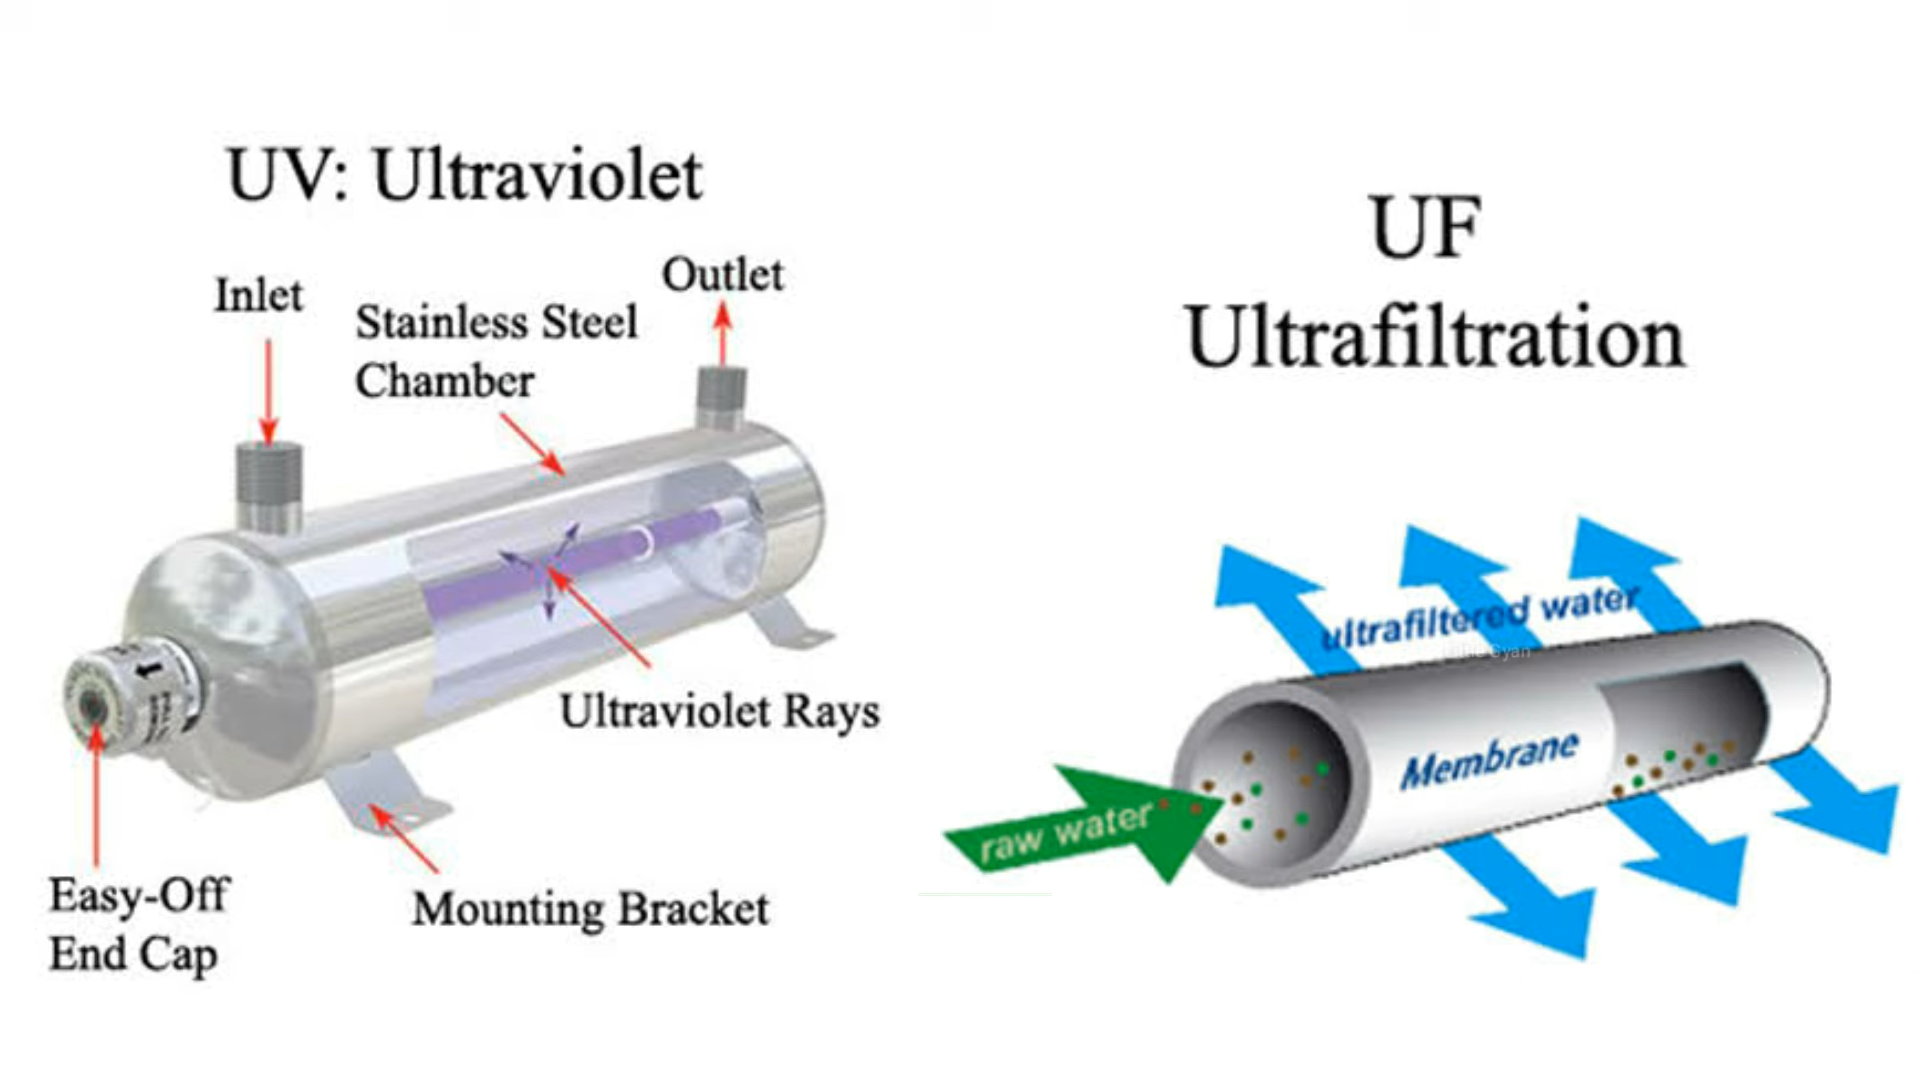 UV: Ultraviolet
Inlet
Stainless Steel
Chamber
Outlet
Ultraviolet Rays
Easy-Off
End Cap
Mounting Bracket
UF
Ultrafiltration
ultrafiltered water
Membrane
raw water